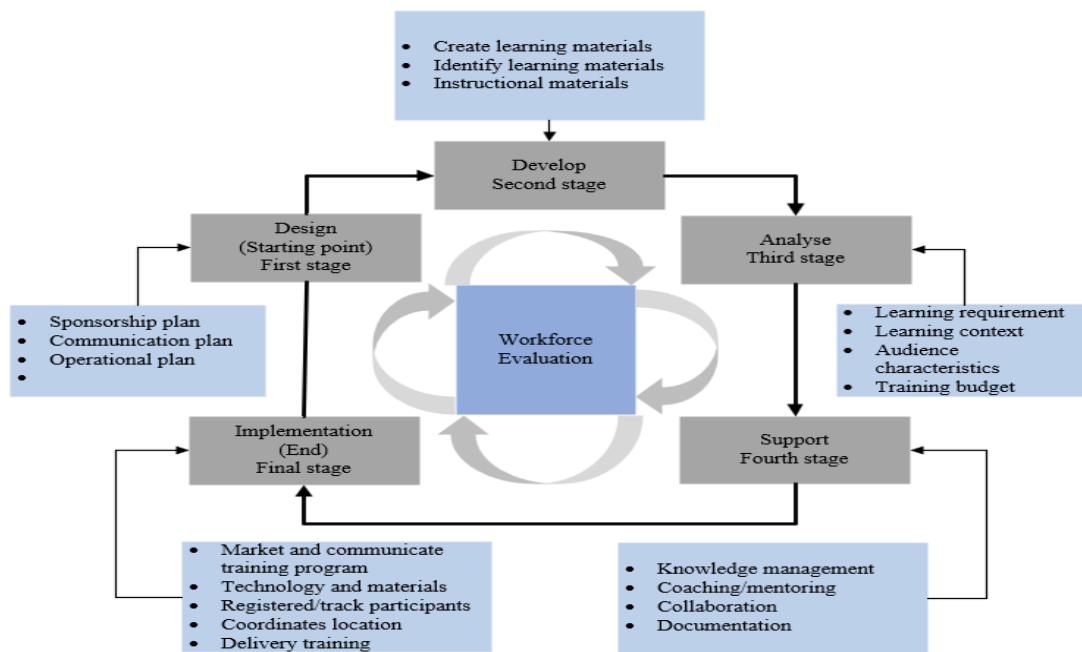 • Create learning materials
• Identify learning materials
• Instructional materials
Develop
Second stage
Design
(Starting point)
First stage
Analyse
Third stage
• Sponsorship plan
• Communication plan
• Operational plan
•
Workforce
Evaluation
• Learning requirement
• Learning context
• Audience
characteristics
• Training budget
Implementation
(End)
Final stage
Support
Fourth stage
• Market and communicate
training program
• Technology and materials
• Registered/track participants
• Coordinates location
• Delivery training
• Knowledge management
• Coaching/mentoring
• Collaboration
• Documentation